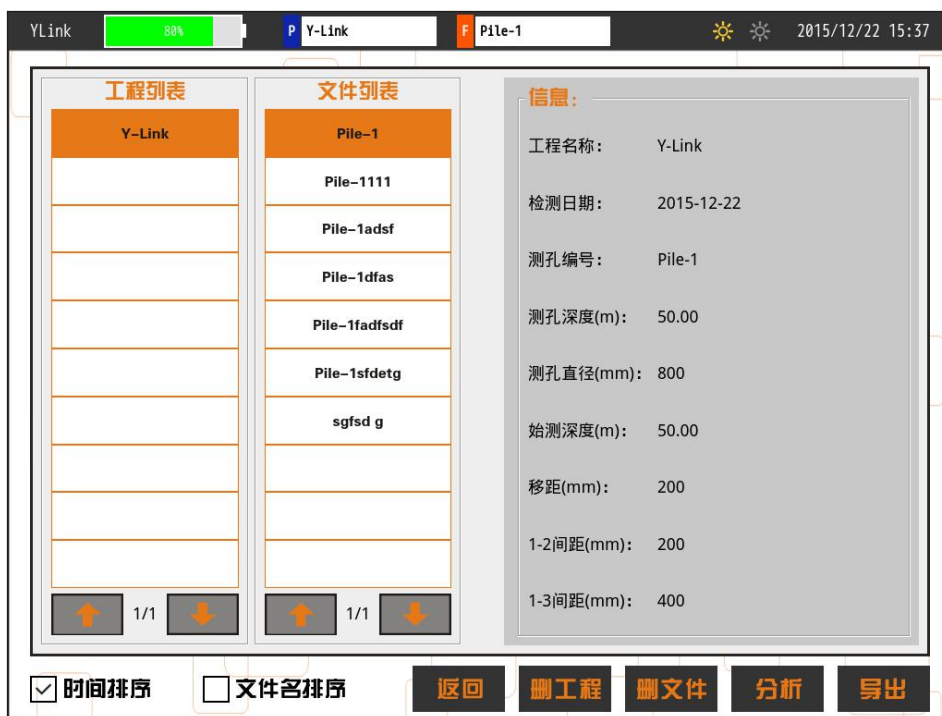 YLink 80% P Y-Link F Pile-1 2015/12/22 15:37
工程列表
Y-Link
1/1
文件列表
Pile-1
Pile-1111
Pile-1adsf
Pile-1dfas
Pile-1fadfsdf
Pile-1sfdetg
sgfsd g
1/1
信息:
工程名称: Y-Link
检测日期: 2015-12-22
测孔编号: Pile-1
测孔深度(m): 50.00
测孔直径(mm): 800
始测深度(m): 50.00
移距(mm): 200
1-2间距(mm): 200
1-3间距(mm): 400
时间排序 文件名排序 返回 删工程 删文件 分析 导出